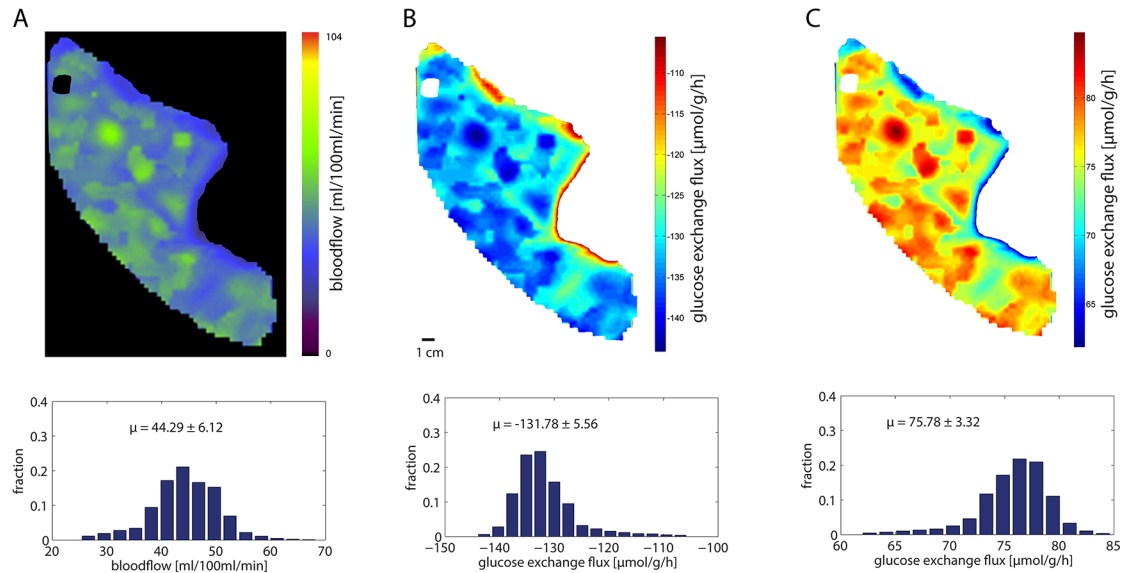 A
B
C
104
bloodflow [ml/100ml/min]
0
-110
-115
-120
-125
-130
-135
-140
glucose exchange flux [μmol/g/h]
1 cm
80
75
70
65
glucose exchange flux [μmol/g/h]
0.4
0.3
0.2
0.1
0
fraction
μ = 44.29 ± 6.12
20
30
40
50
60
70
bloodflow [ml/100ml/min]
0.4
0.3
0.2
0.1
0
fraction
μ = -131.78 ± 5.56
−150
−140
−130
−120
−110
−100
glucose exchange flux [μmol/g/h]
0.4
0.3
0.2
0.1
0
fraction
μ = 75.78 ± 3.32
60
65
70
75
80
85
glucose exchange flux [μmol/g/h]